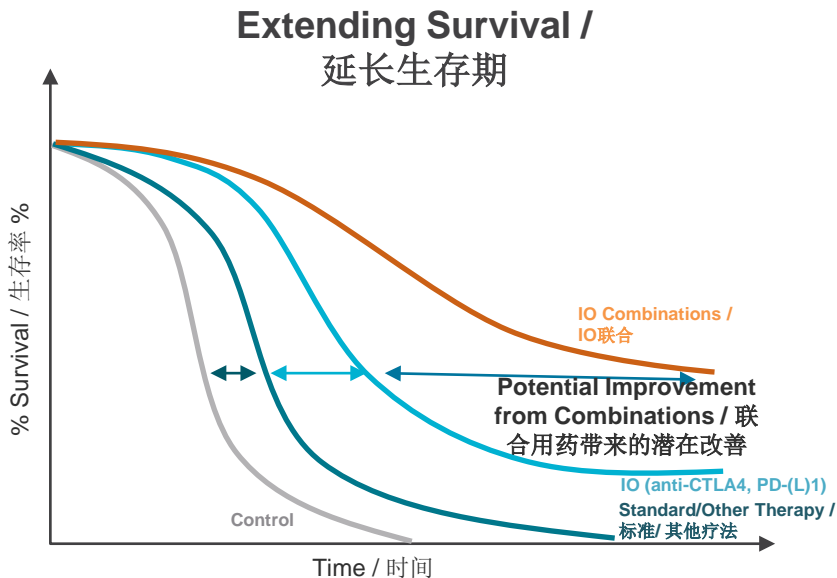 Extending Survival /
延长生存期
% Survival / 生存率 %
IO Combinations /
IO联合
Potential Improvement
from Combinations / 联
合用药带来的潜在改善
IO (anti-CTLA4, PD-(L)1)
Standard/Other Therapy /
标准/ 其他疗法
Control
Time / 时间